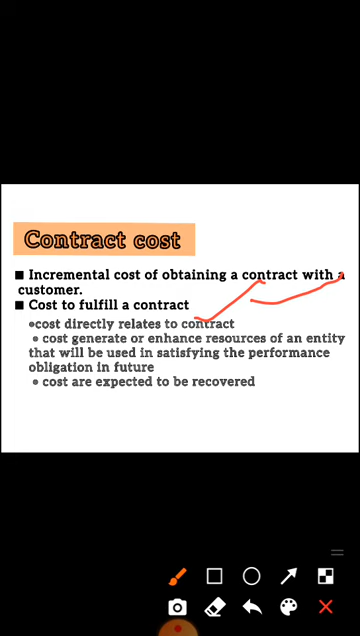 Contract cost
■ Incremental cost of obtaining a contract with a
customer.
■ Cost to fulfill a contract
•cost directly relates to contract
• cost generate or enhance resources of an entity
that will be used in satisfying the performance
obligation in future
• cost are expected to be recovered